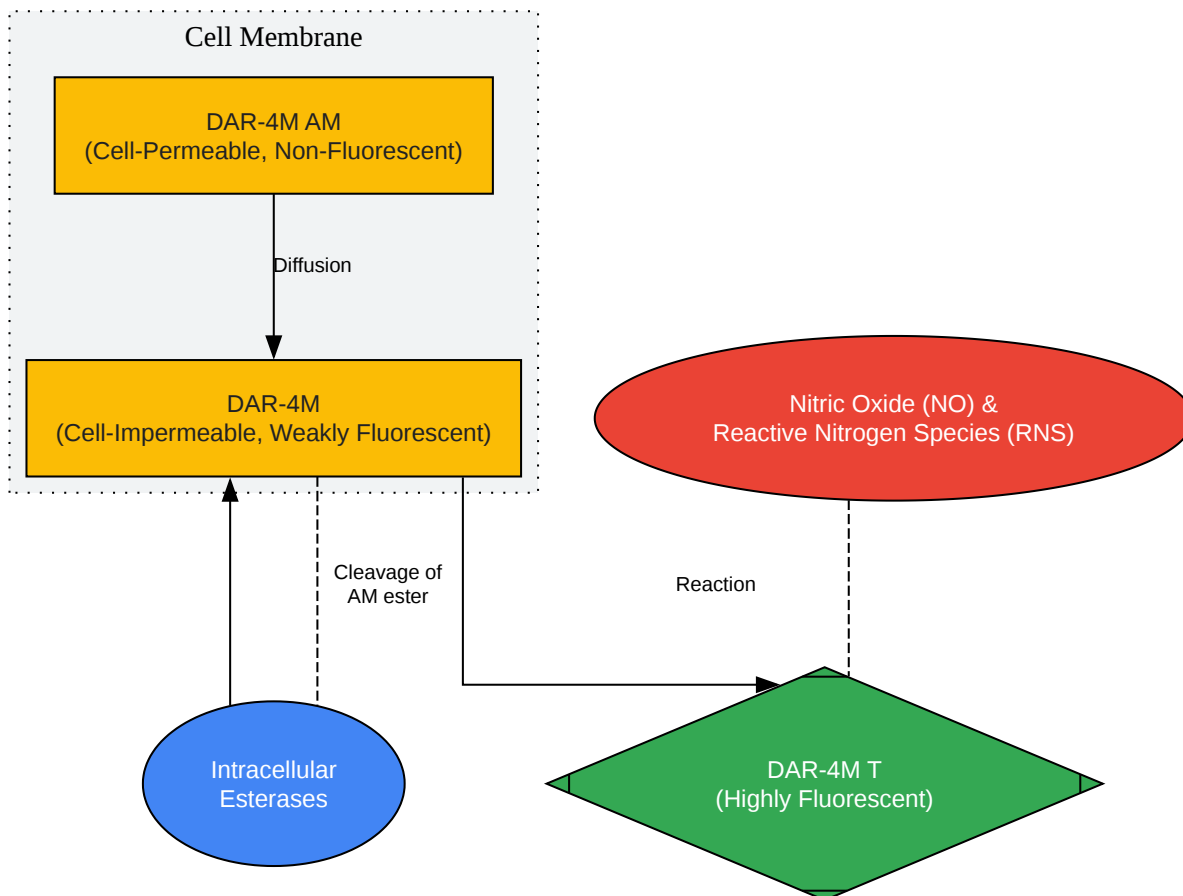 Cell Membrane
DAR-4M AM
(Cell-Permeable, Non-Fluorescent)
Diffusion
DAR-4M
(Cell-Impermeable, Weakly Fluorescent)
Nitric Oxide (NO) &
Reactive Nitrogen Species (RNS)
Cleavage of
AM ester
Reaction
Intracellular
Esterases
DAR-4M T
(Highly Fluorescent)